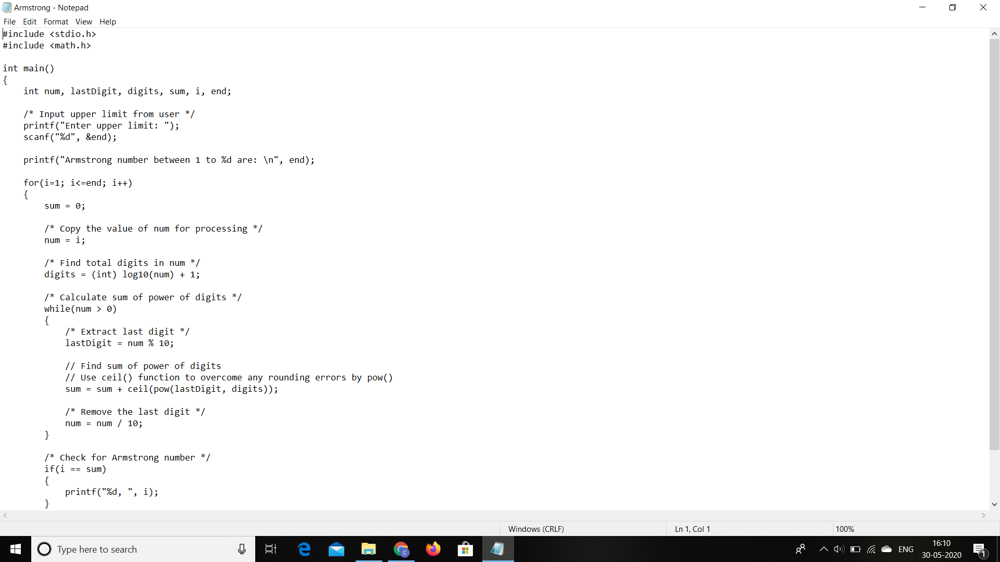 Armstrong - Notepad
File Edit Format View Help
#include <stdio.h>
#include <math.h>
int main()
{
    int num, lastDigit, digits, sum, i, end;
    /* Input upper limit from user */
    printf("Enter upper limit: ");
    scanf("%d", &end);
    printf("Armstrong number between 1 to %d are: \n", end);
    for(i=1; i<=end; i++)
    {
        sum = 0;
        /* Copy the value of num for processing */
        num = i;
        /* Find total digits in num */
        digits = (int) log10(num) + 1;
        /* Calculate sum of power of digits */
        while(num > 0)
        {
            /* Extract last digit */
            lastDigit = num % 10;
            // Find sum of power of digits
            // Use ceil() function to overcome any rounding errors by pow()
            sum = sum + ceil(pow(lastDigit, digits));
            /* Remove the last digit */
            num = num / 10;
        }
        /* Check for Armstrong number */
        if(i == sum)
        {
            printf("%d, ", i);
        }
Windows (CRLF) Ln 1, Col 1 100%
Type here to search
C
ENG
16:10
30-05-2020
1